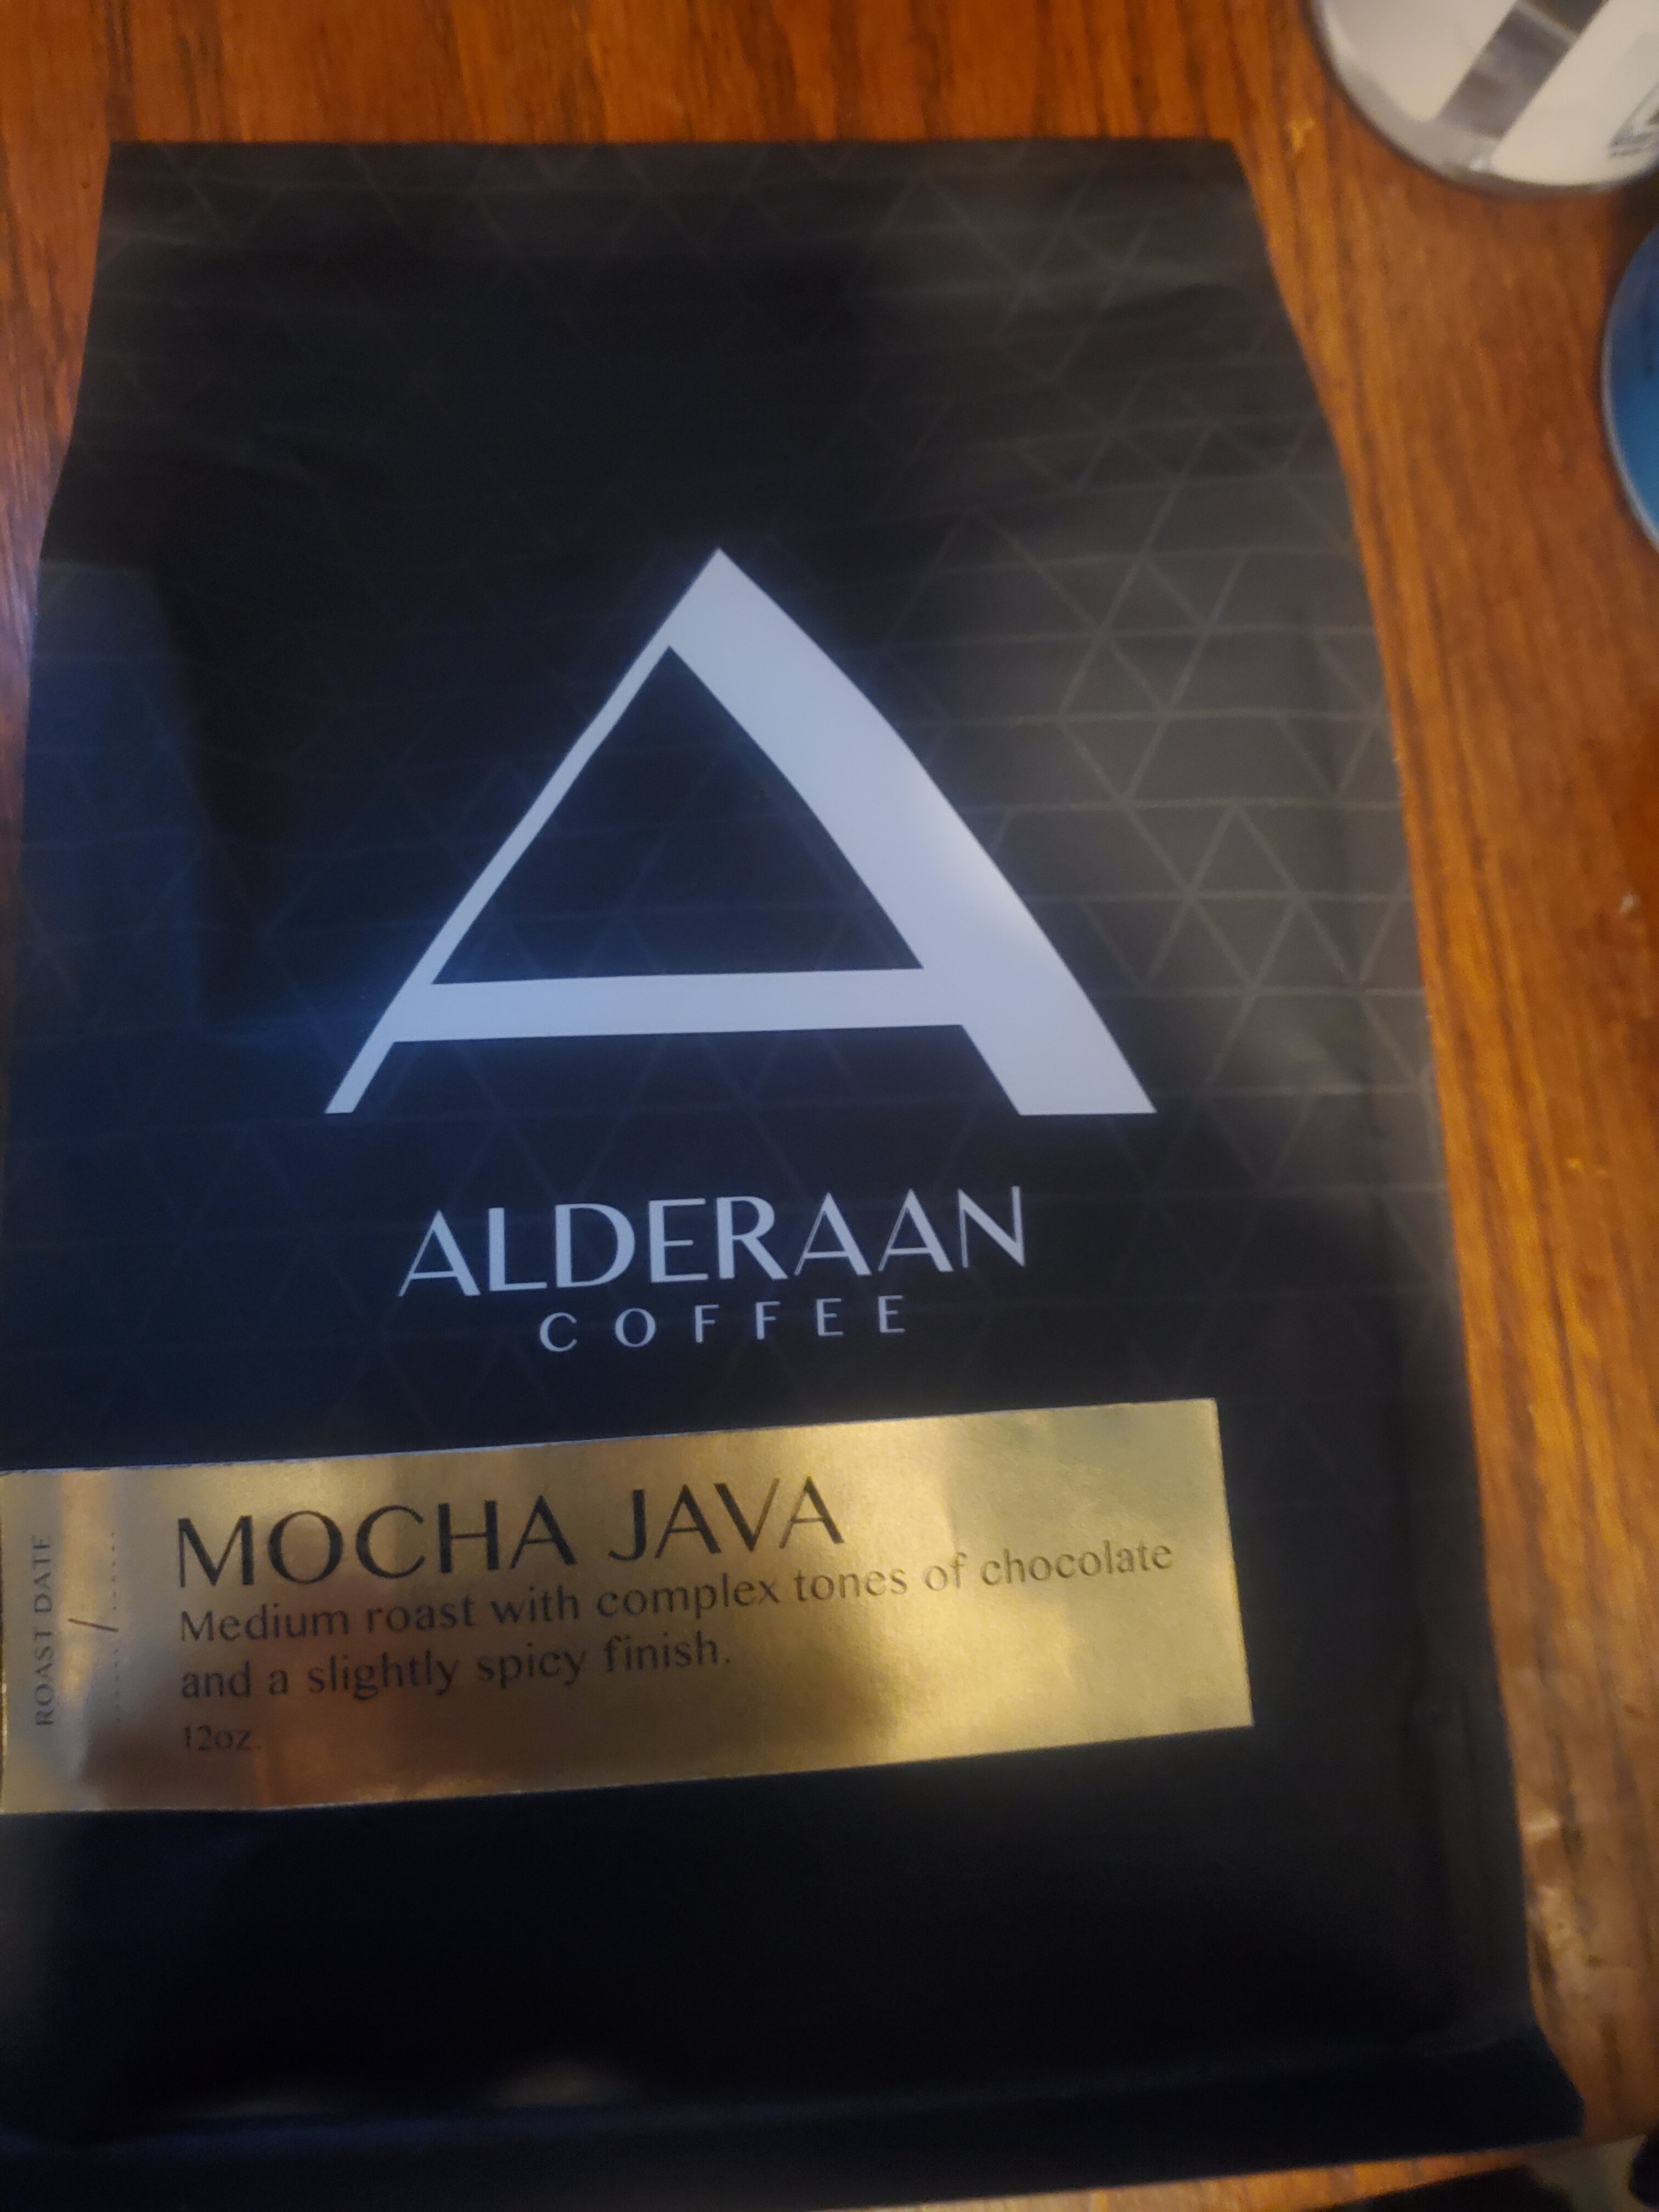 A
ALDERAAN
COFFEE
ROAST DATE
/
MOCHA JAVA
Medium roast with complex tones of chocolate
and a slightly spicy finish.
12oz.